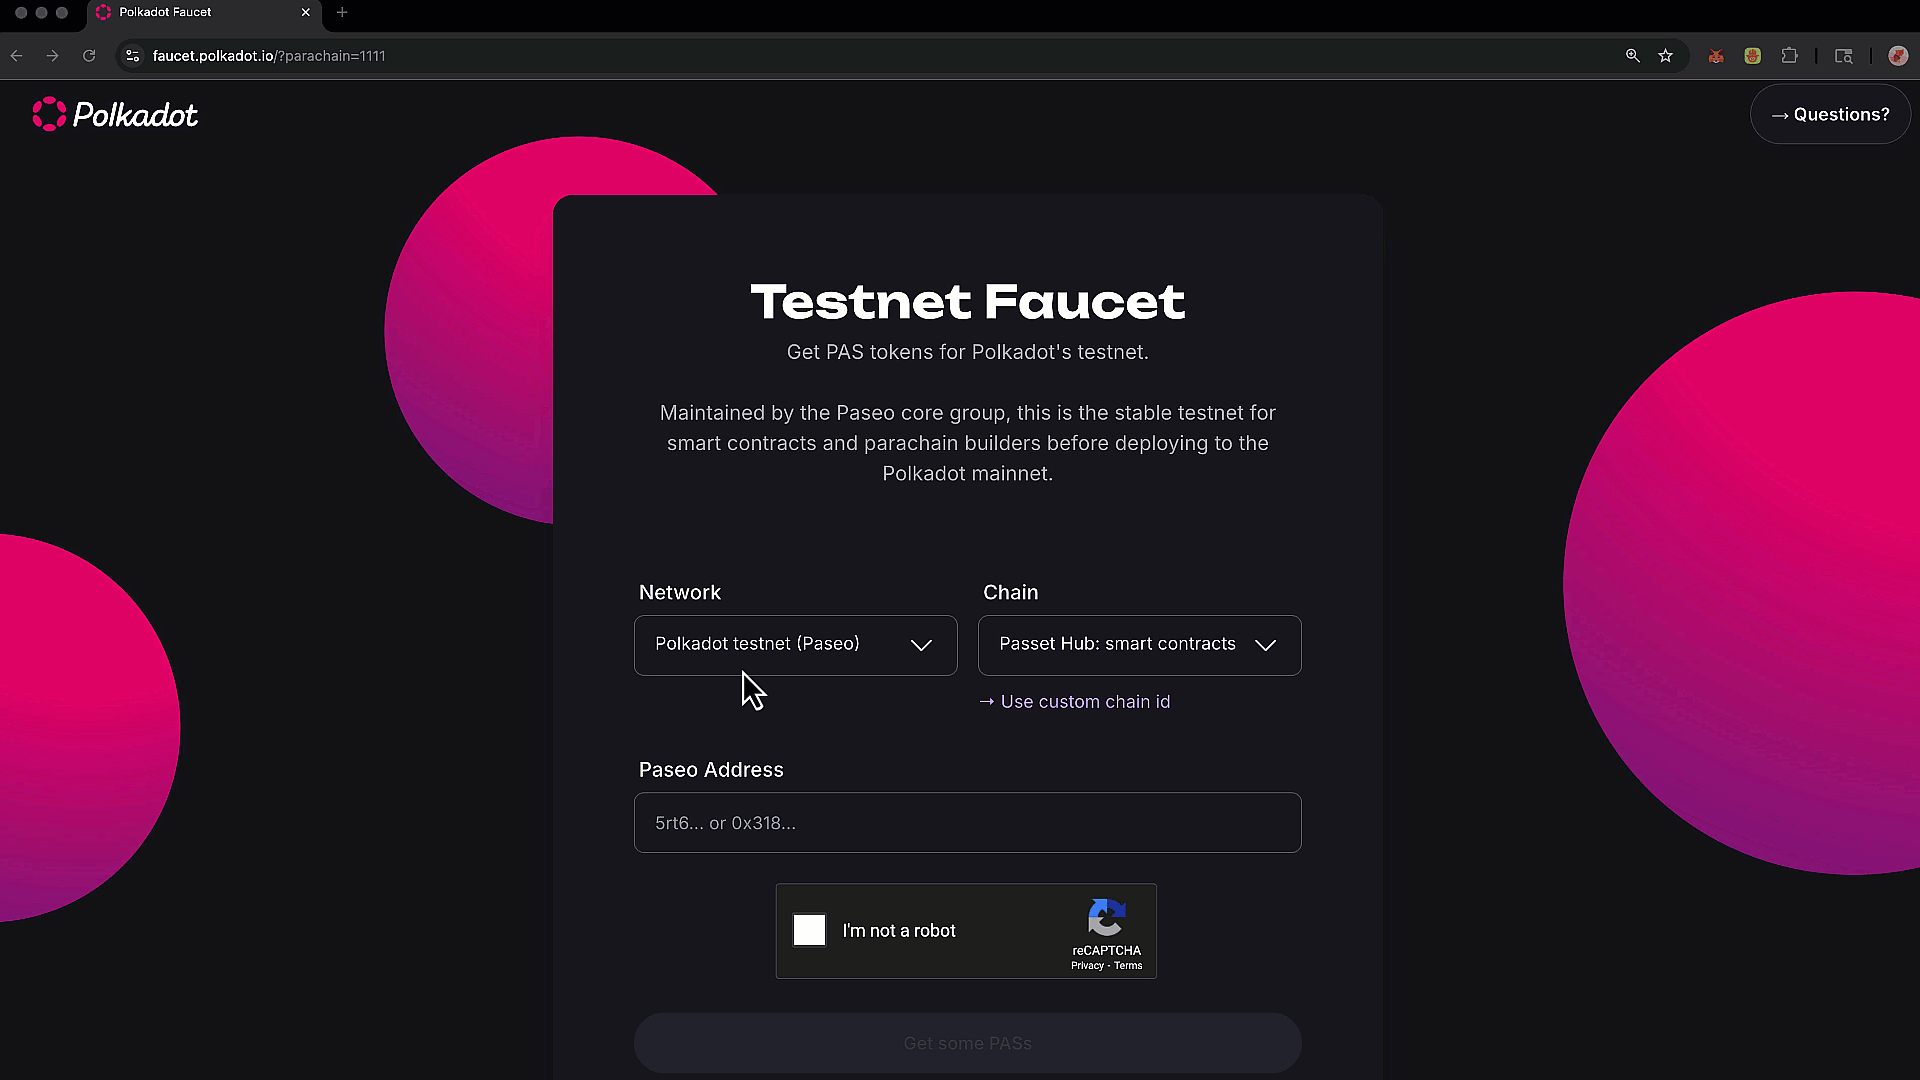 Polkadot Faucet
faucet.polkadot.io/?parachain=1111
Polkadot
→ Questions?
Testnet Faucet
Get PAS tokens for Polkadot's testnet.
Maintained by the Paseo core group, this is the stable testnet for
smart contracts and parachain builders before deploying to the
Polkadot mainnet.
Network
Chain
Polkadot testnet (Paseo)
Passet Hub: smart contracts
→ Use custom chain id
Paseo Address
5rt6... or 0x318...
I'm not a robot
reCAPTCHA
Privacy - Terms
Get some PASs